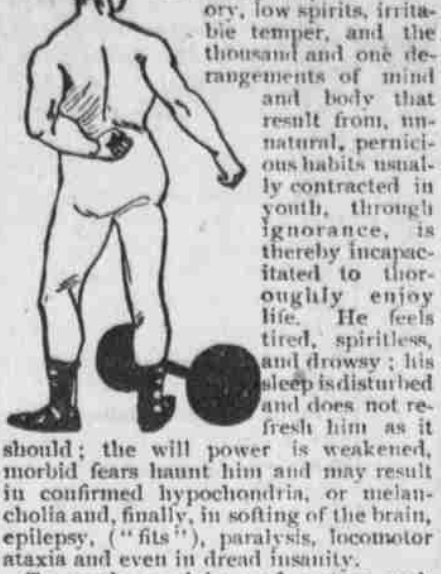 ory, low spirits, irrita-
ble temper, and the
thousand and one de-
rangements of mind
and body that
result from, un-
natural, pernici-
ous habits usual-
ly contracted in
youth, through
ignorance, is
thereby incapac-
itated to thor-
oughly enjoy
life. He feels
tired, spiritless,
and drowsy; his
sleep is disturbed
and does not re-
fresh him as it
should; the will power is weakened,
morbid fears haunt him and may result
in confirmed hypochondria, or melan-
cholia and, finally, in softing of the brain,
epilepsy, ("fits"), paralysis, locomotor
ataxia and even in dread insanity.